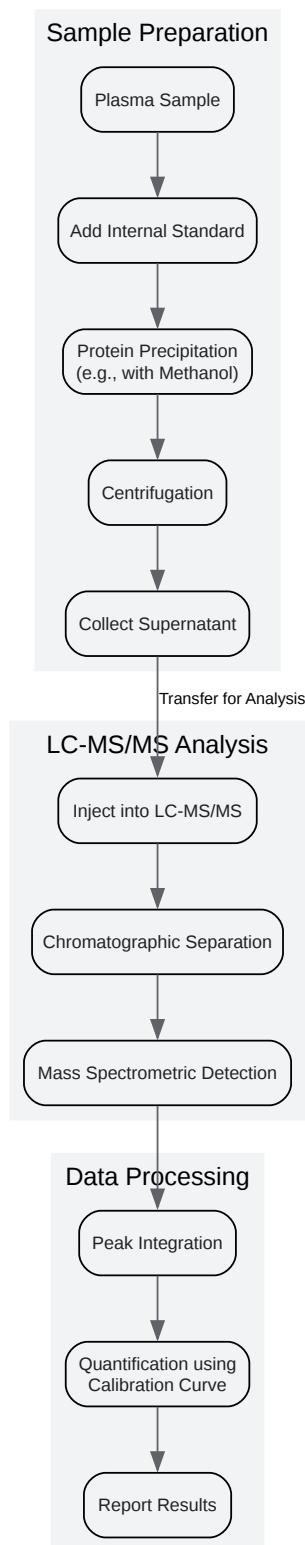 Sample Preparation
Plasma Sample
Add Internal Standard
Protein Precipitation
(e.g., with Methanol)
Centrifugation
Collect Supernatant
Transfer for Analysis
LC-MS/MS Analysis
Inject into LC-MS/MS
Chromatographic Separation
Mass Spectrometric Detection
Data Processing
Peak Integration
Quantification using
Calibration Curve
Report Results